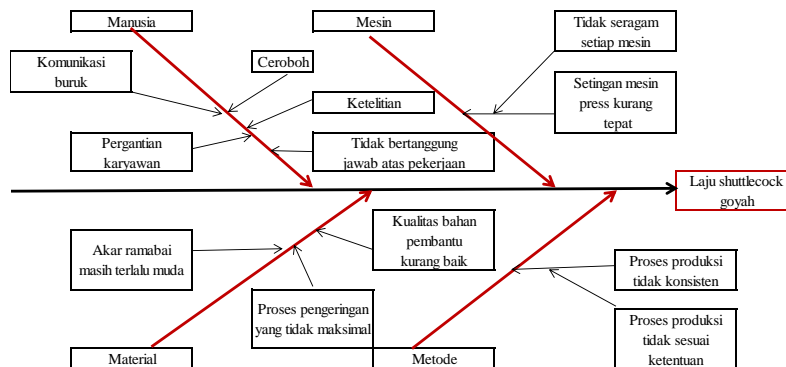 Manusia
Mesin
Tidak seragam
setiap mesin
Komunikasi
buruk
Ceroboh
Ketelitian
Setingan mesin
press kurang
tepat
Pergantian
karyawan
Tidak bertanggung
jawab atas pekerjaan
Laju shuttlecock
goyah
Akar ramabai
masih terlalu muda
Kualitas bahan
pembantu
kurang baik
Proses produksi
tidak konsisten
Proses pengeringan
yang tidak maksimal
Proses produksi
tidak sesuai
ketentuan
Material
Metode